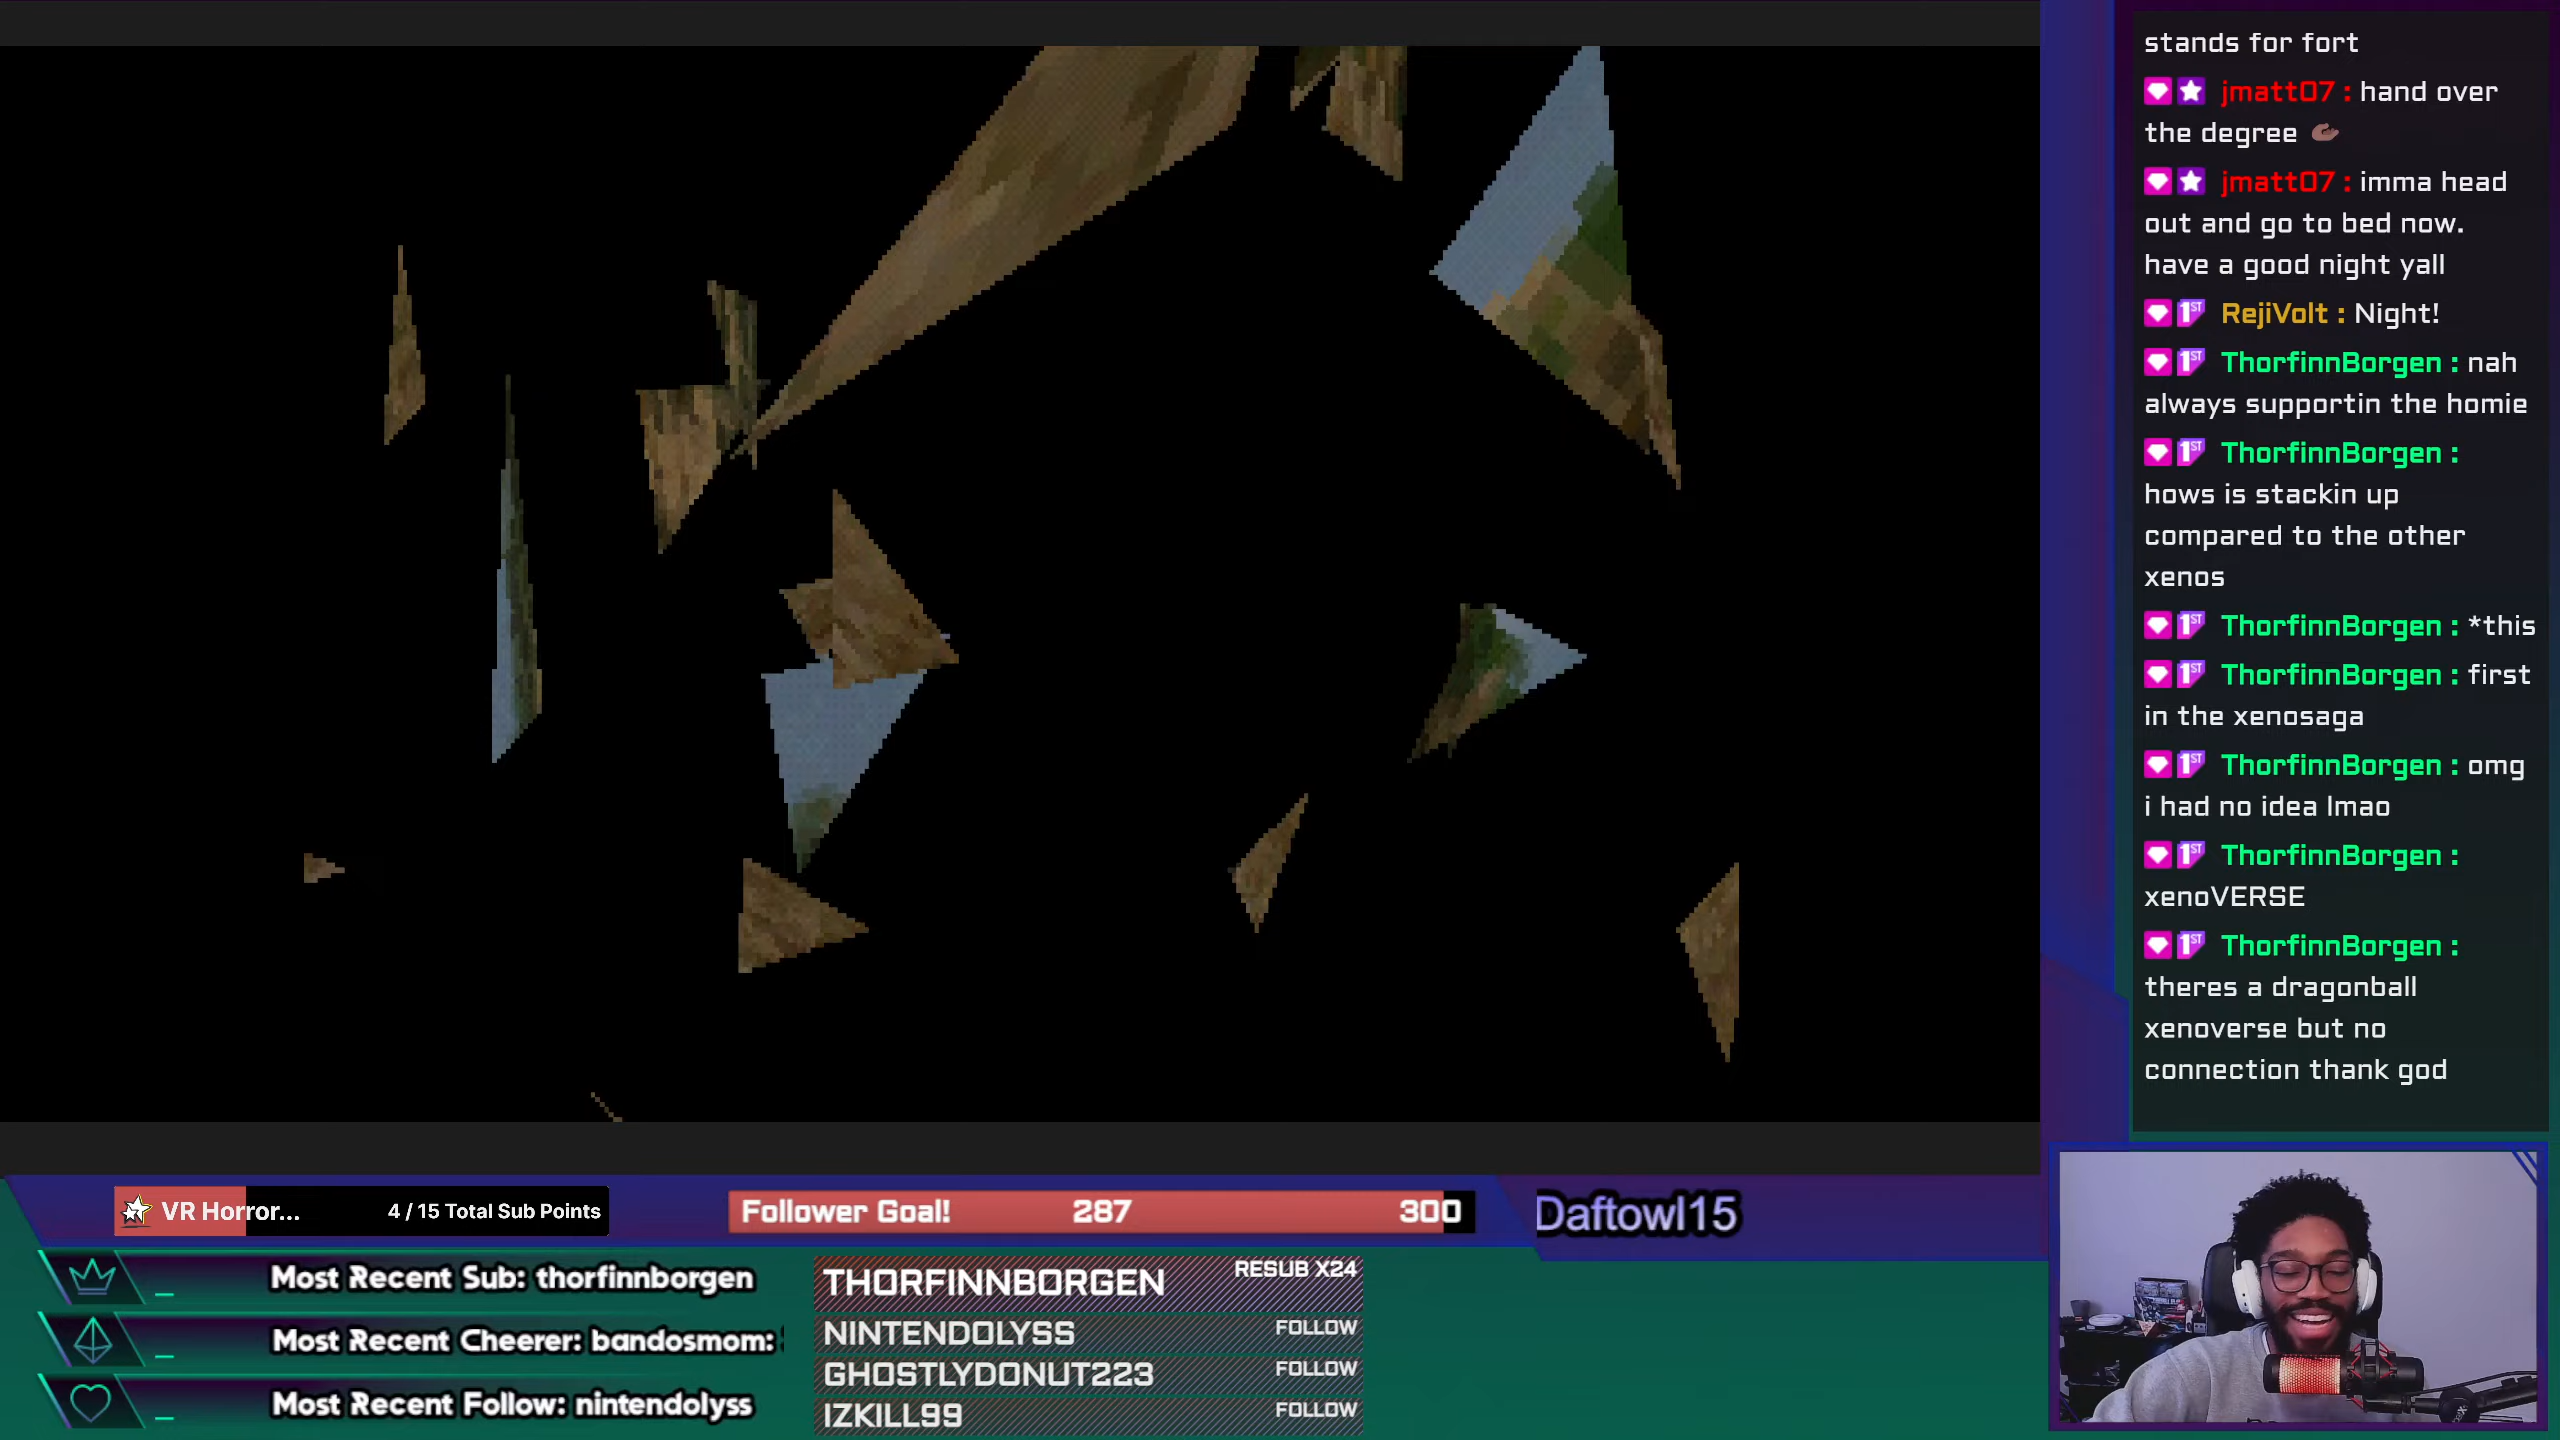 stands for fort
jmatt07 : hand over
the degree
jmatt07 : imma head
out and go to bed now.
have a good night yall
RejiVolt : Night!
ThorfinnBorgen : nah
always supportin the homie
ThorfinnBorgen :
hows is stackin up
compared to the other
xenos
ThorfinnBorgen : *this
ThorfinnBorgen : first
in the xenosaga
ThorfinnBorgen : omg
i had no idea lmao
ThorfinnBorgen :
xenoVERSE
ThorfinnBorgen :
theres a dragonball
xenoverse but no
connection thank god
VR Horror... 4 / 15 Total Sub Points
Follower Goal! 287 300
Daftowl15
Most Recent Sub: thorfinnborgen
Most Recent Cheerer: bandosmom:
Most Recent Follow: nintendolyss
THORFINNBORGEN RESUB X24
NINTENDOLYSS FOLLOW
GHOSTLYDONUT223 FOLLOW
IZKILL99 FOLLOW